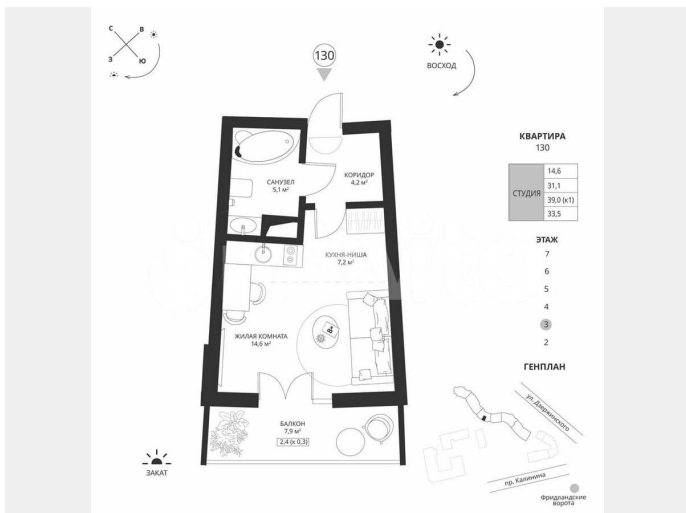 С
В
З
Ю
130
ВОСХОД
КВАРТИРА
130
СТУДИЯ
14,6
31,1
39,0 (к1)
33,5
САНУЗЕЛ
5,1 м²
КОРИДОР
4,2 м²
КУХНЯ-НИША
7,2 м²
ЖИЛАЯ КОМНАТА
14,6 м²
БАЛКОН
7,9 м²
2,4 (к 0,3)
ЭТАЖ
7
6
5
4
3
2
ГЕНПЛАН
ул. Дзержинского
пр. Калинина
Фридландские
ворота
ЗАКАТ